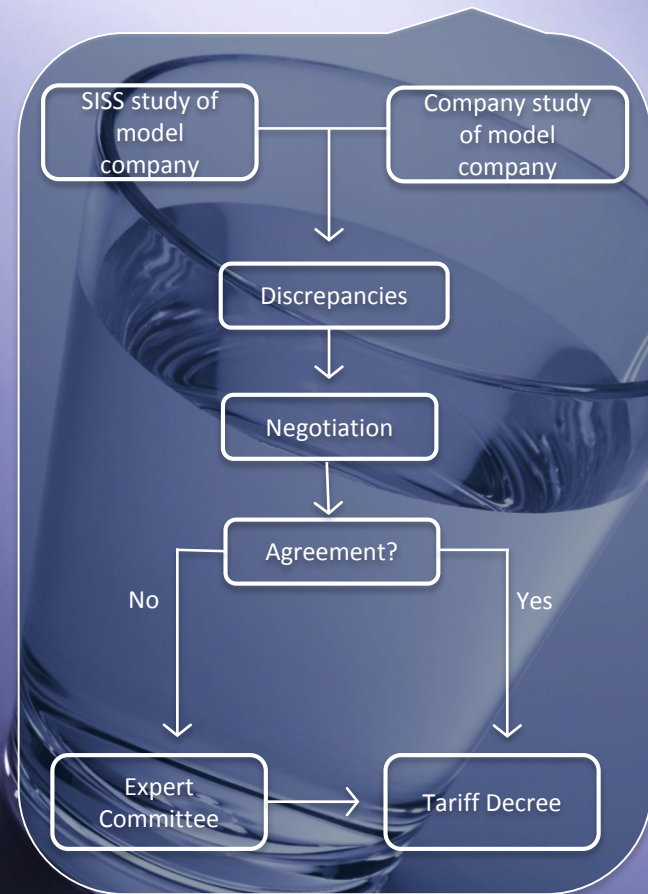 SISS study of
model
company
Company study
of model
company
Discrepancies
Negotiation
Agreement?
No
Yes
Expert
Committee
Tariff Decree